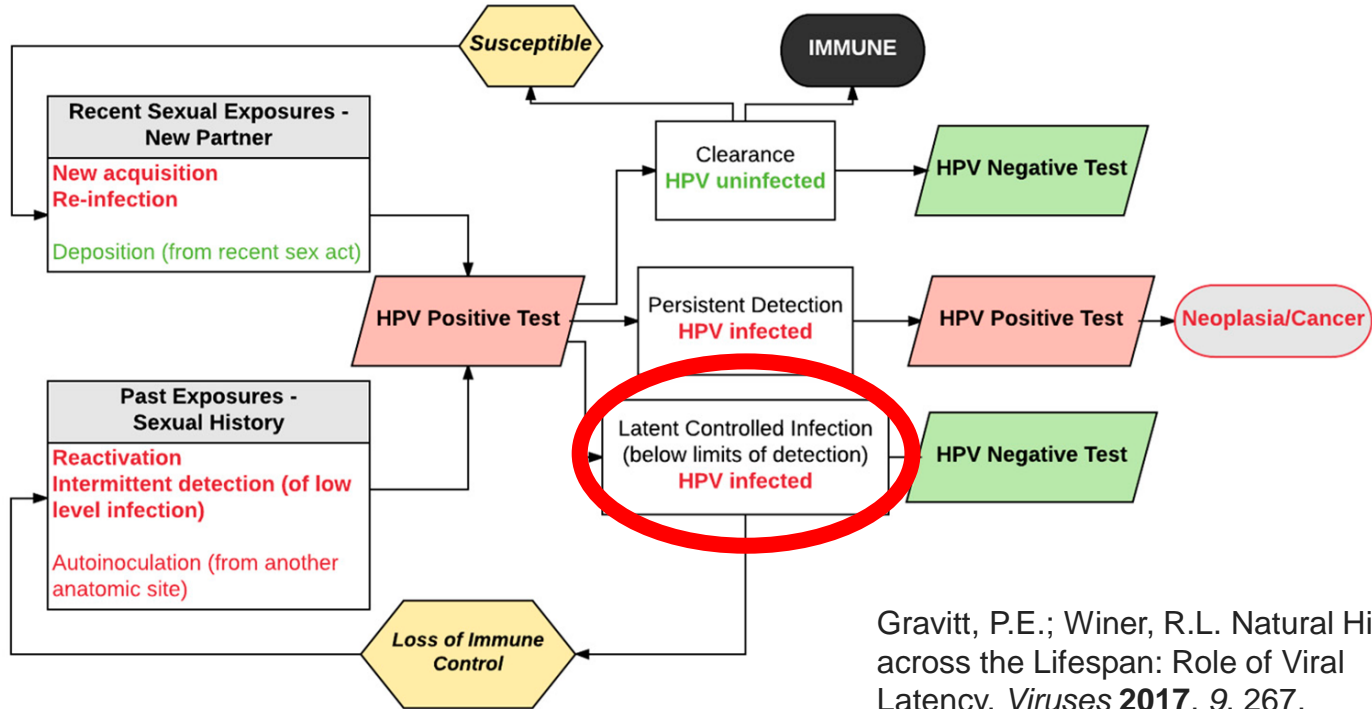 Susceptible
IMMUNE
Recent Sexual Exposures -
New Partner
New acquisition
Re-infection
Deposition (from recent sex act)
Clearance
HPV uninfected
HPV Negative Test
HPV Positive Test
Persistent Detection
HPV infected
HPV Positive Test
Neoplasia/Cancer
Past Exposures -
Sexual History
Reactivation
Intermittent detection (of low
level infection)
Autoinoculation (from another
anatomic site)
Latent Controlled Infection
(below limits of detection)
HPV infected
HPV Negative Test
Loss of Immune
Control
Gravitt, P.E.; Winer, R.L. Natural
across the Lifespan: Role of Viral
Latency. Viruses 2017, 9, 267.